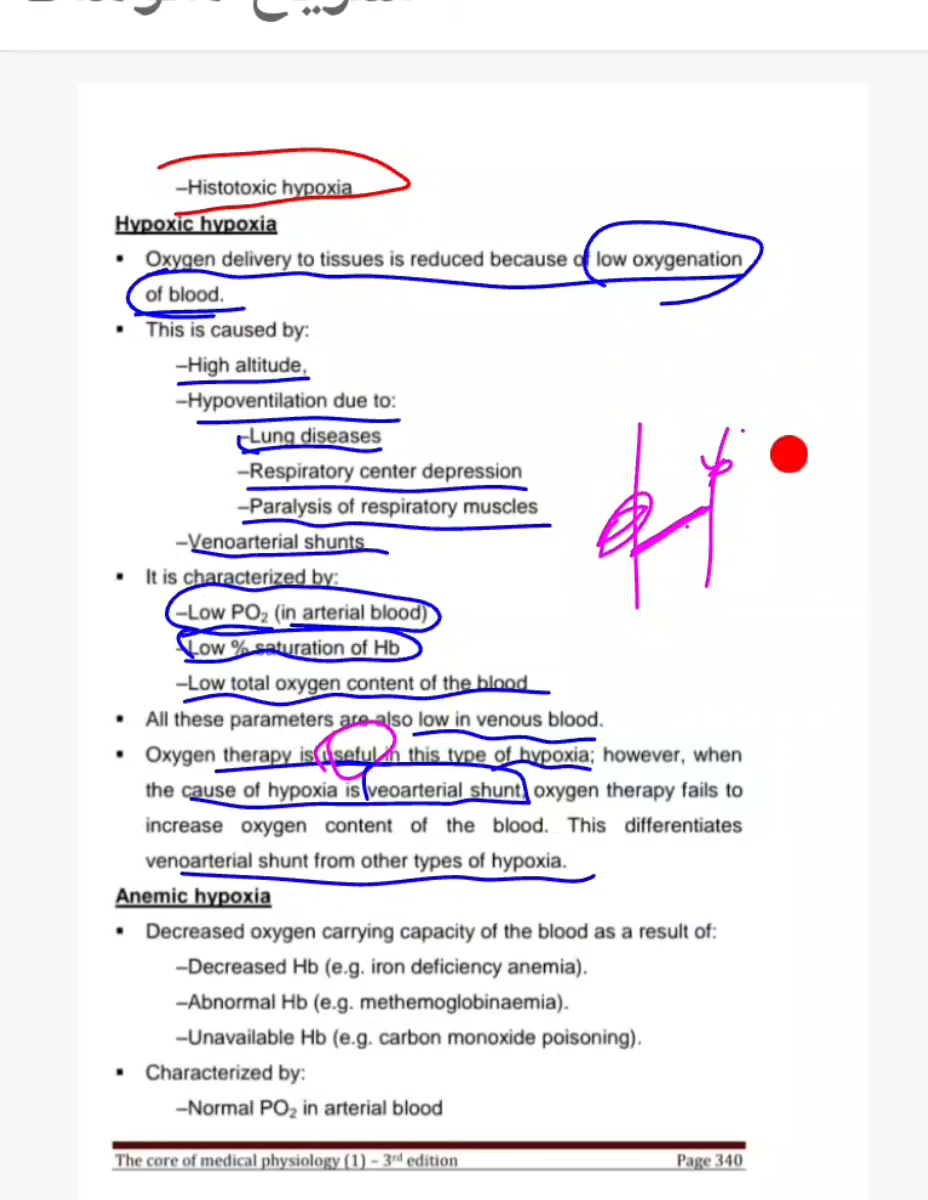 –Histotoxic hypoxia
Hypoxic hypoxia
▪ Oxygen delivery to tissues is reduced because of low oxygenation
of blood.
▪ This is caused by:
–High altitude,
–Hypoventilation due to:
–Lung diseases
–Respiratory center depression
–Paralysis of respiratory muscles
–Venoarterial shunts
▪ It is characterized by:
–Low PO₂ (in arterial blood)
–Low % saturation of Hb
–Low total oxygen content of the blood
▪ All these parameters are also low in venous blood.
▪ Oxygen therapy is useful in this type of hypoxia; however, when
the cause of hypoxia is veoarterial shunt, oxygen therapy fails to
increase oxygen content of the blood. This differentiates
venoarterial shunt from other types of hypoxia.
Anemic hypoxia
▪ Decreased oxygen carrying capacity of the blood as a result of:
–Decreased Hb (e.g. iron deficiency anemia).
–Abnormal Hb (e.g. methemoglobinaemia).
–Unavailable Hb (e.g. carbon monoxide poisoning).
▪ Characterized by:
–Normal PO₂ in arterial blood
The core of medical physiology (1) – 3rd edition Page 340